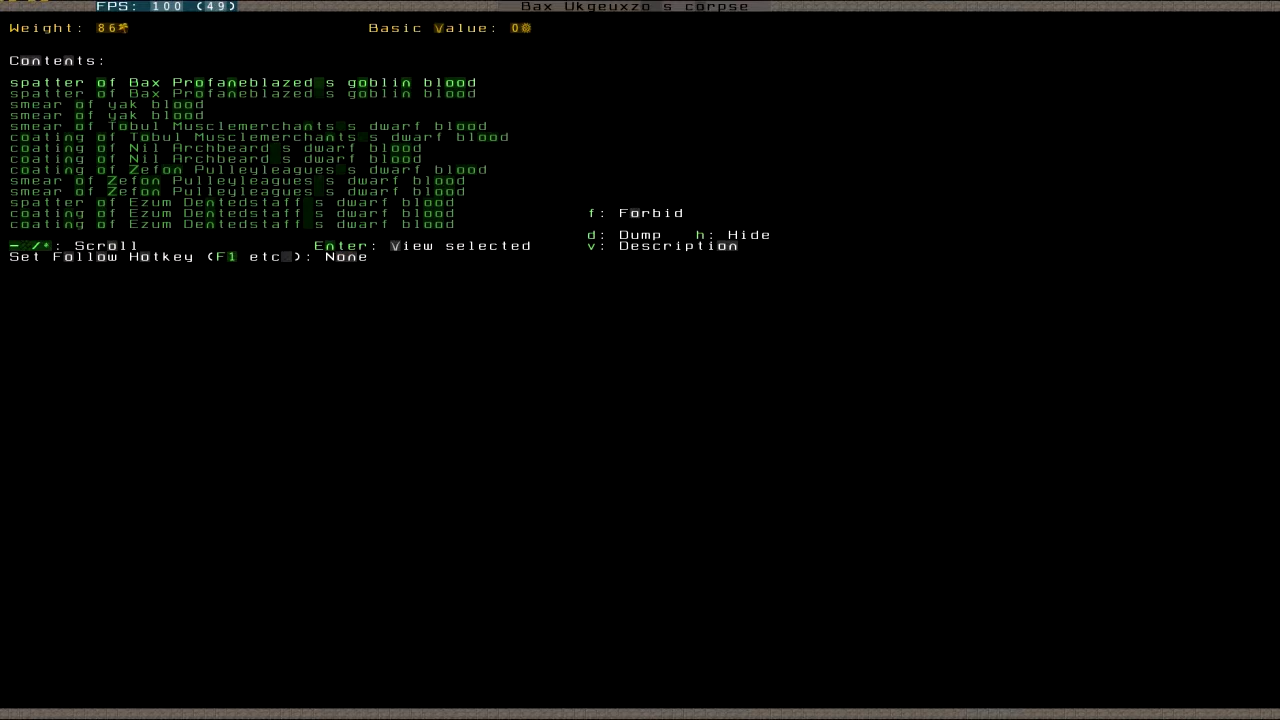 FPS: 100 (49)
Bax Ukgeuxzo s corpse
Weight: 86 Basic Value: 0☼
Contents:
spatter of Bax Profaneblazed s goblin blood
spatter of Bax Profaneblazed s goblin blood
smear of yak blood
smear of yak blood
smear of Tobul Musclemerchants s dwarf blood
coating of Tobul Musclemerchants s dwarf blood
coating of Nil Archbeard s dwarf blood
coating of Nil Archbeard s dwarf blood
coating of Zefon Pulleyleagues s dwarf blood
smear of Zefon Pulleyleagues s dwarf blood
smear of Zefon Pulleyleagues s dwarf blood
spatter of Ezum Dentedstaff s dwarf blood
coating of Ezum Dentedstaff s dwarf blood
f: Forbid
coating of Ezum Dentedstaff s dwarf blood
d: Dump h: Hide
-/*: Scroll Enter: View selected v: Description
Set Follow Hotkey (F1 etc ): None